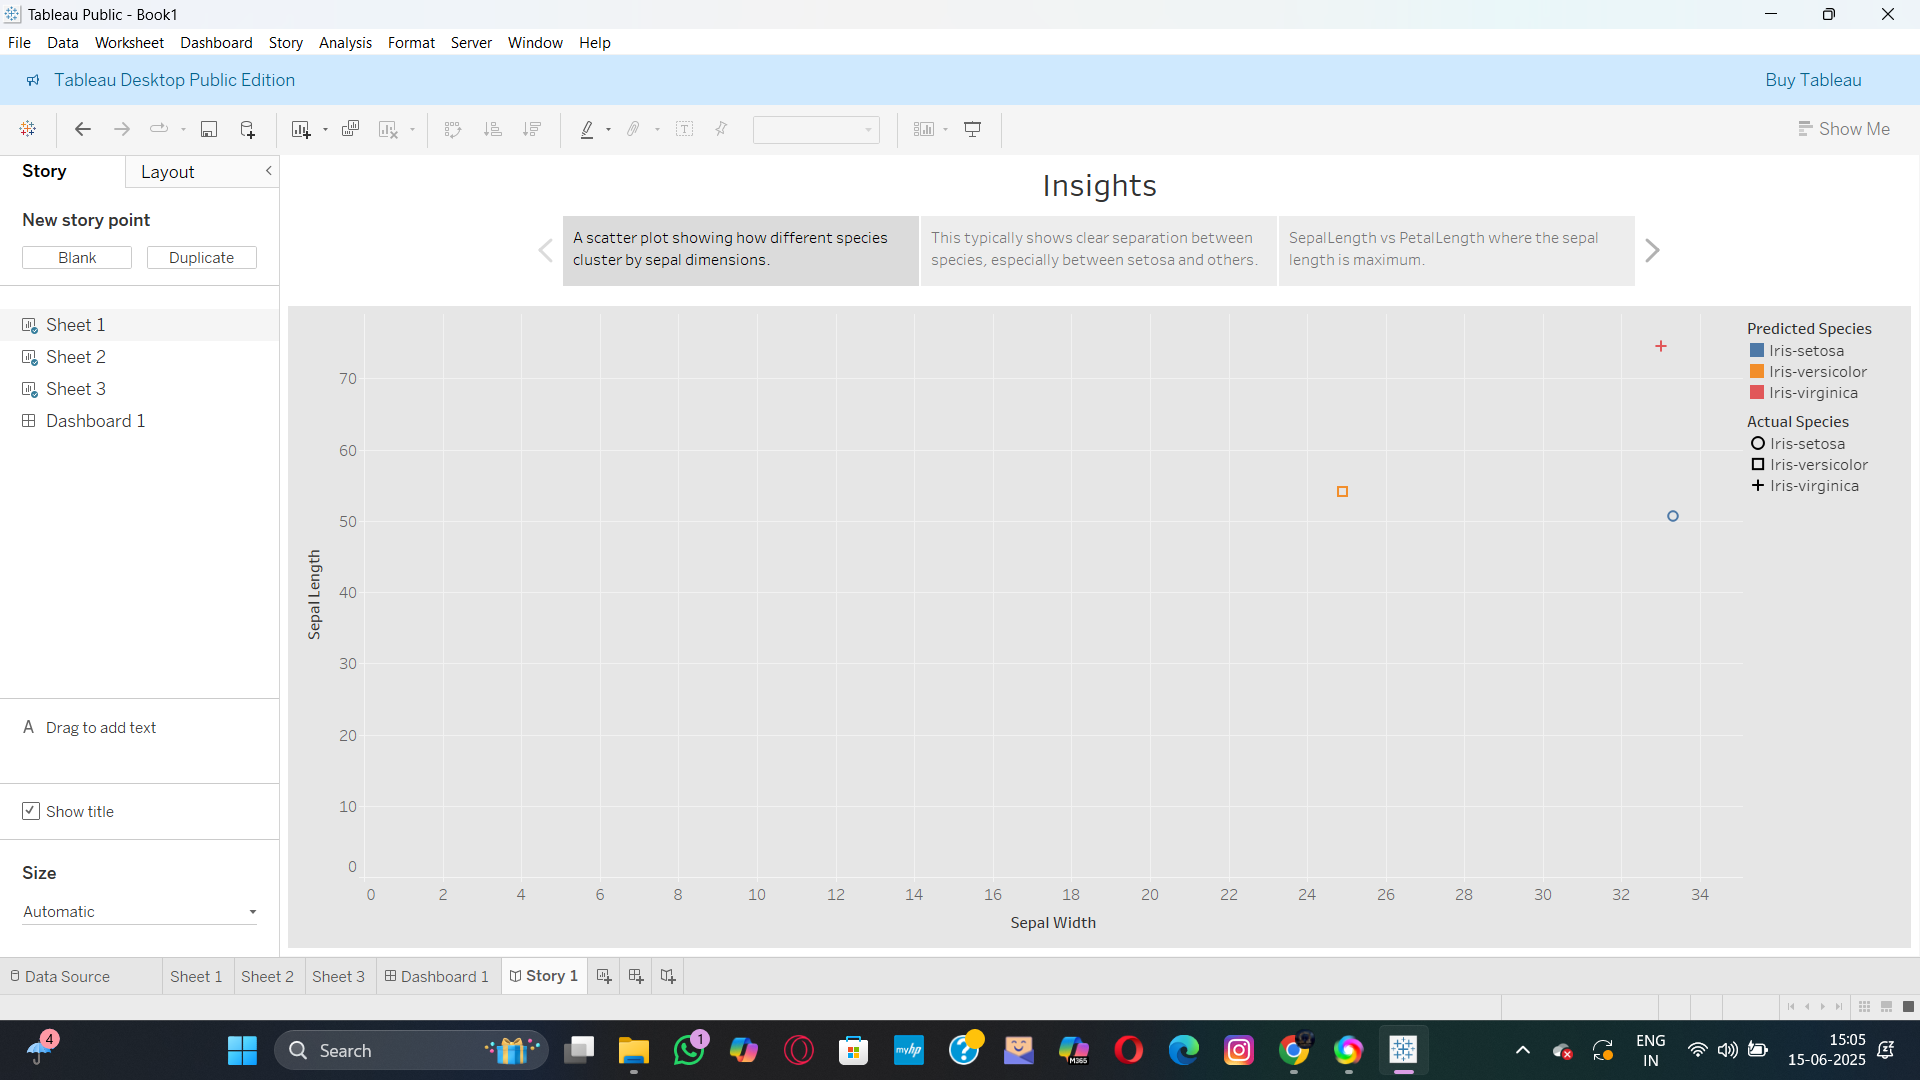 Tableau Public - Book1
File Data Worksheet Dashboard Story Analysis Format Server Window Help
Tableau Desktop Public Edition
Buy Tableau
Show Me
Story
Layout
New story point
Blank
Duplicate
Sheet 1
Sheet 2
Sheet 3
Dashboard 1
A Drag to add text
Show title
Size
Automatic
Insights
A scatter plot showing how different species
cluster by sepal dimensions.
This typically shows clear separation between
species, especially between setosa and others.
SepalLength vs PetalLength where the sepal
length is maximum.
Predicted Species
Iris-setosa
Iris-versicolor
Iris-virginica
Actual Species
Iris-setosa
Iris-versicolor
Iris-virginica
70
60
50
40
30
20
10
0
Sepal Length
0 2 4 6 8 10 12 14 16 18 20 22 24 26 28 30 32 34
Sepal Width
Data Source Sheet 1 Sheet 2 Sheet 3 Dashboard 1 Story 1
4
Search
1
myhp
M365
ENG
IN
15:05
15-06-2025